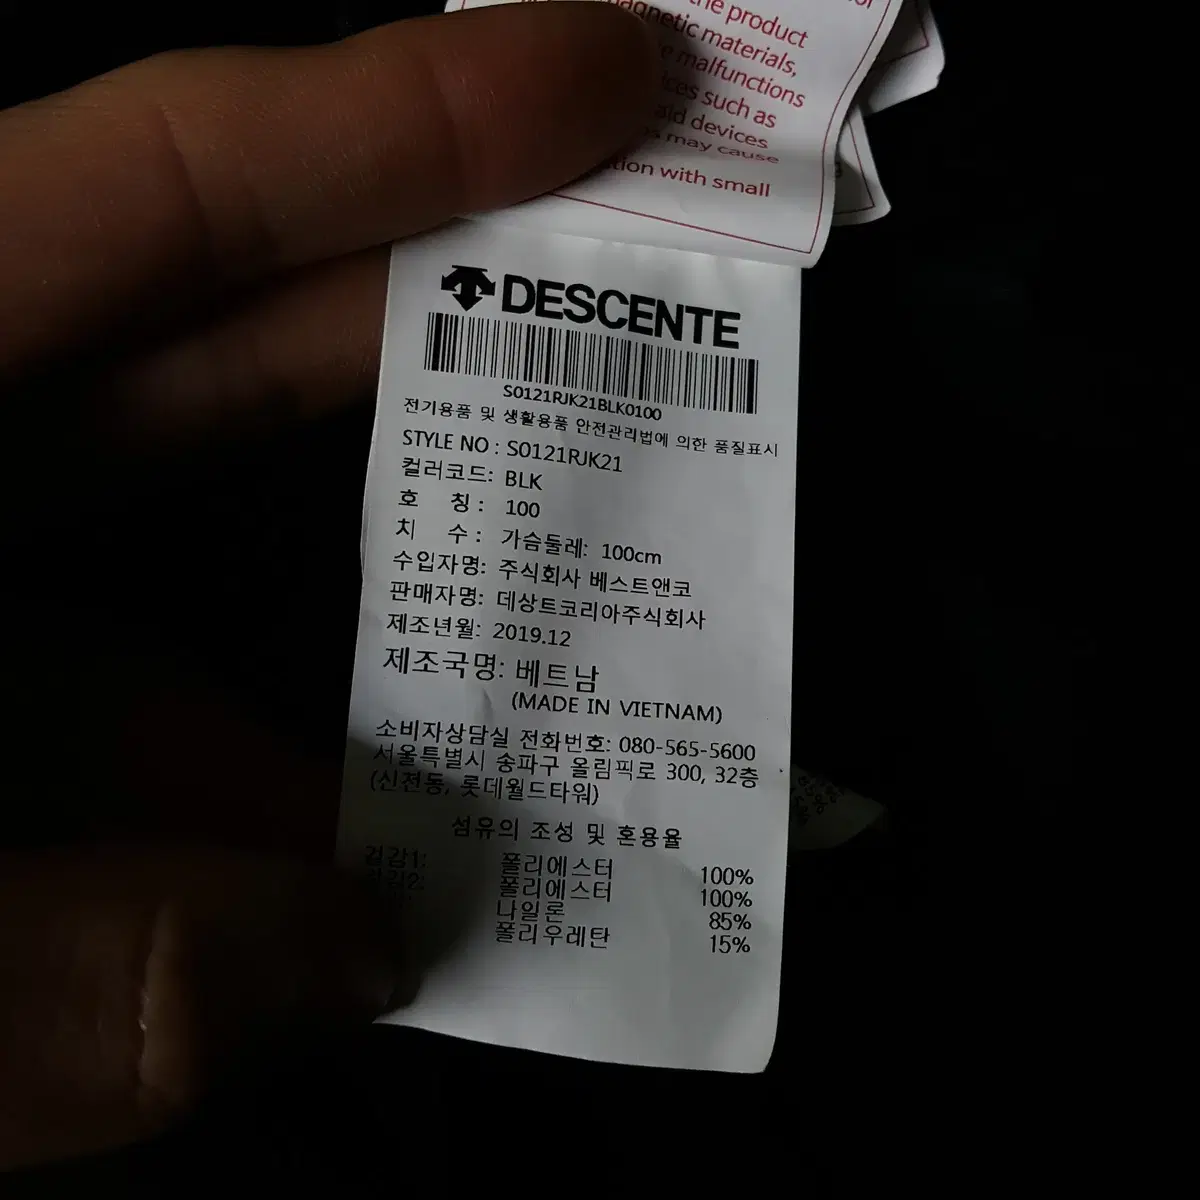 the product
magnetic materials,
malfunctions
such as
aid devices
may cause
with small
DESCENTE
S0121RJK21BLK0100
전기용품 및 생활용품 안전관리법에 의한 품질표시
STYLE NO : S0121RJK21
컬러코드: BLK
호 칭 : 100
치 수 : 가슴둘레: 100cm
수입자명: 주식회사 베스트앤코
판매자명: 데상트코리아주식회사
제조년월: 2019.12
제조국명: 베트남
(MADE IN VIETNAM)
소비자상담실 전화번호: 080-565-5600
서울특별시 송파구 올림픽로 300, 32층
(신천동, 롯데월드타워)
섬유의 조성 및 혼용율
겉감1: 폴리에스터 100%
겉감2: 폴리에스터 100%
나일론 85%
폴리우레탄 15%